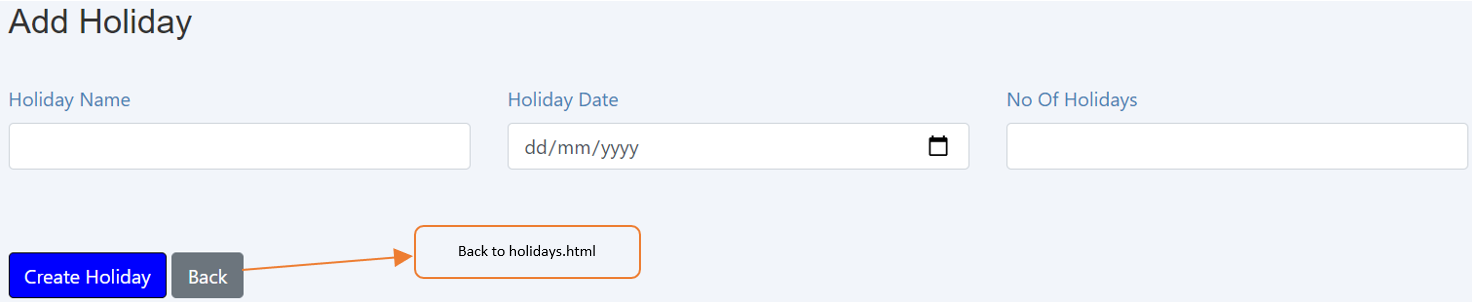 Add Holiday
Holiday Name Holiday Date No Of Holidays
dd/mm/yyyy
Create Holiday Back Back to holidays.html